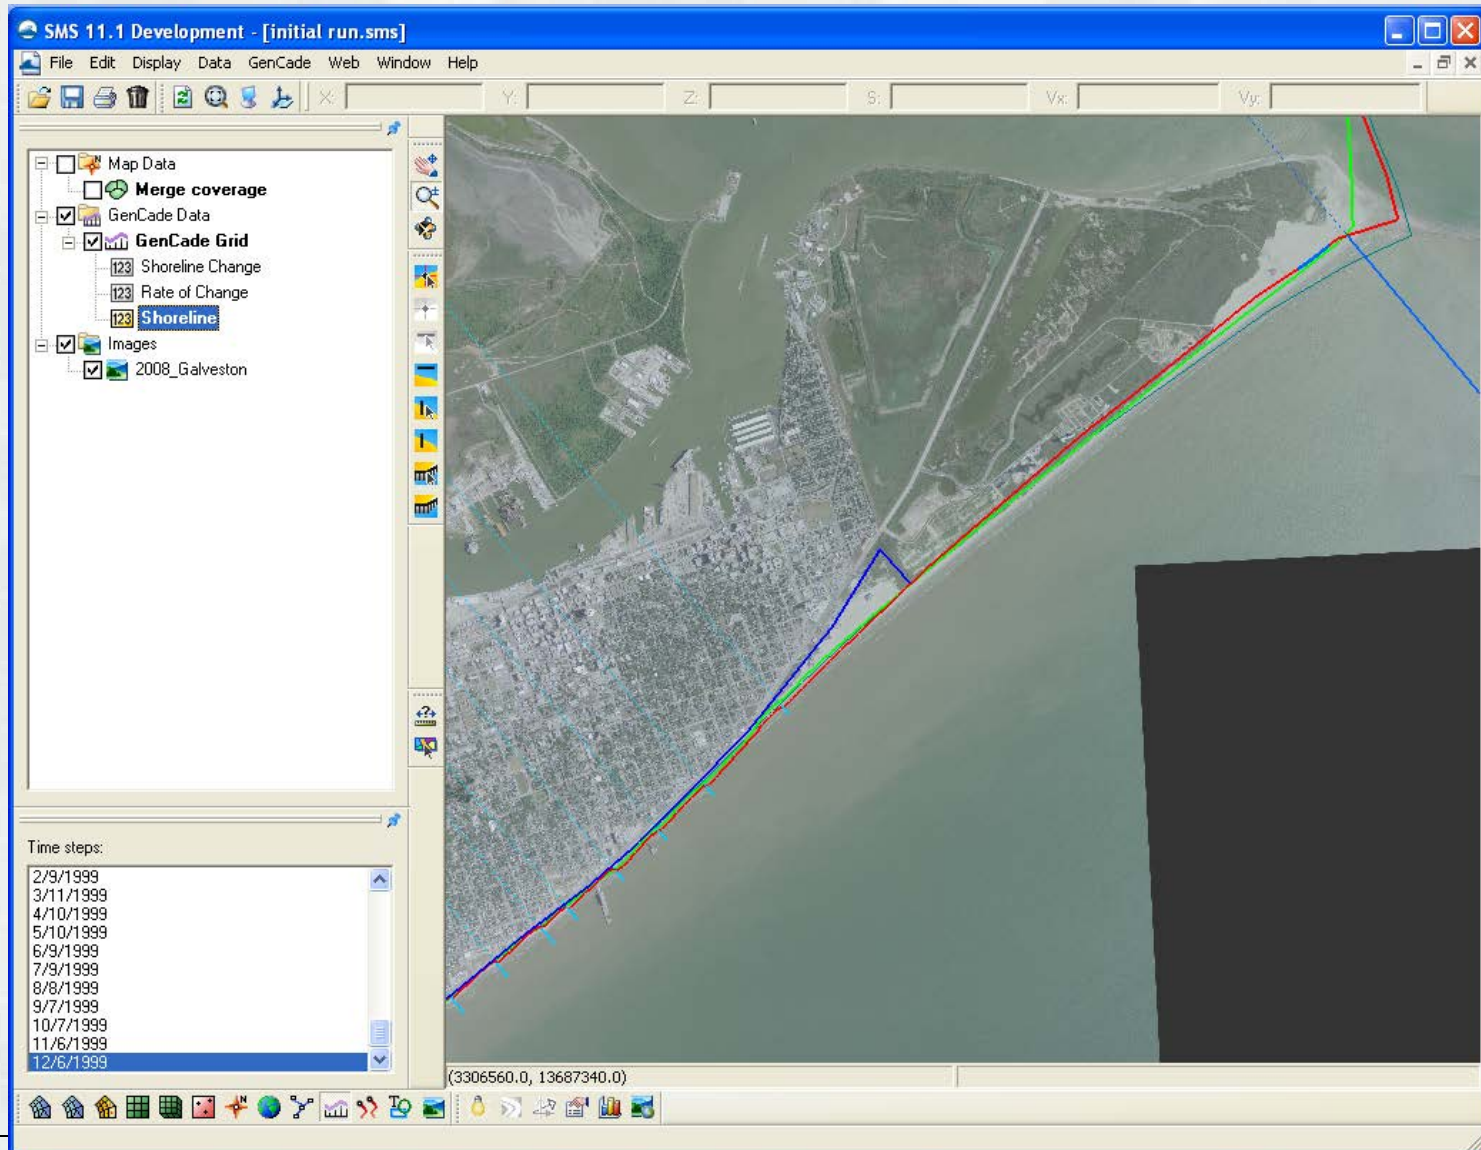 SMS 11.1 Development - [initial run.sms]
File Edit Display Data GenCade Web Window Help
X: Y: Z: S: Vx: Vy:
Map Data
Merge coverage
GenCade Data
GenCade Grid
123 Shoreline Change
123 Rate of Change
123 Shoreline
Images
2008_Galveston
Time steps:
2/9/1999
3/11/1999
4/10/1999
5/10/1999
6/9/1999
7/9/1999
8/8/1999
9/7/1999
10/7/1999
11/6/1999
12/6/1999
(3306560.0, 13687340.0)